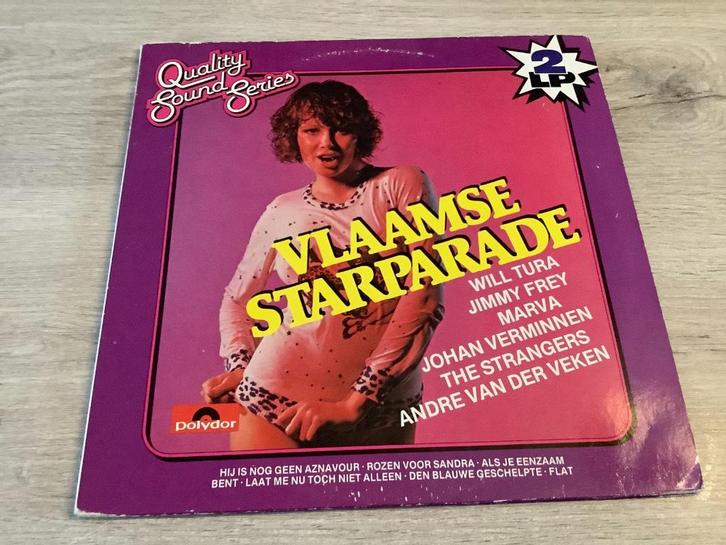 Quality
Sound Series
2
LP
VLAAMSE
STARPARADE
WILL TURA
JIMMY FREY
MARVA
JOHAN VERMINNEN
THE STRANGERS
ANDRE VAN DER VEKEN
polydor
HIJ IS NOG GEEN AZNAVOUR · ROZEN VOOR SANDRA · ALS JE EENZAAM
BENT · LAAT ME NU TOCH NIET ALLEEN · DEN BLAUWE GESCHELPTE · FLAT